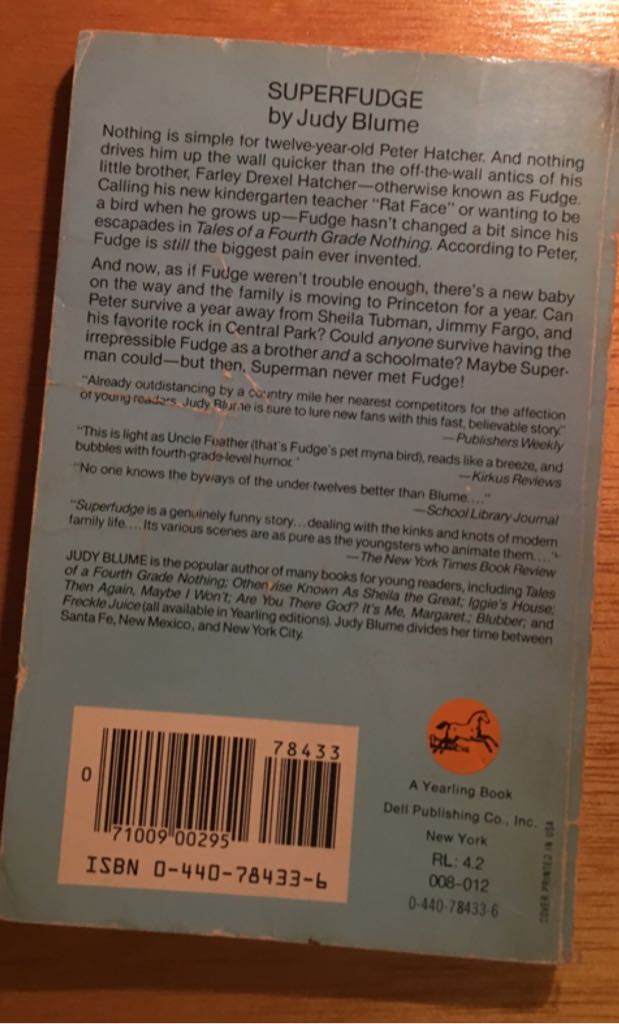 SUPERFUDGE
by Judy Blume
Nothing is simple for twelve-year-old Peter Hatcher. And nothing
drives him up the wall quicker than the off-the-wall antics of his
little brother, Farley Drexel Hatcher—otherwise known as Fudge.
Calling his new kindergarten teacher "Rat Face" or wanting to be
a bird when he grows up—Fudge hasn't changed a bit since his
escapades in Tales of a Fourth Grade Nothing. According to Peter,
Fudge is still the biggest pain ever invented.
And now, as if Fudge weren't trouble enough, there's a new baby
on the way and the family is moving to Princeton for a year. Can
Peter survive a year away from Sheila Tubman, Jimmy Fargo, and
his favorite rock in Central Park? Could anyone survive having the
irrepressible Fudge as a brother and a schoolmate? Maybe Super-
man could—but then, Superman never met Fudge!
"Already outdistancing by a country mile her nearest competitors for the affection
of young readers, Judy Blume is sure to lure new fans with this fast, believable story."
—Publishers Weekly
"This is light as Uncle Feather (that's Fudge's pet myna bird), reads like a breeze, and
bubbles with fourth-grade-level humor."
—Kirkus Reviews
"No one knows the byways of the under-twelves better than Blume...."
—School Library Journal
"Superfudge is a genuinely funny story...dealing with the kinks and knots of modern
family life....Its various scenes are as pure as the youngsters who animate them...."
—The New York Times Book Review
JUDY BLUME is the popular author of many books for young readers, including Tales
of a Fourth Grade Nothing; Otherwise Known As Sheila the Great; Iggie's House;
Then Again, Maybe I Won't; Are You There God? It's Me, Margaret.; Blubber; and
Freckle Juice (all available in Yearling editions). Judy Blume divides her time between
Santa Fe, New Mexico, and New York City.
78433
0
71009 00295
ISBN 0-440-78433-6
A Yearling Book
Dell Publishing Co., Inc.
New York
RL: 4.2
008-012
0-440-78433-6
COVER PRINTED IN USA